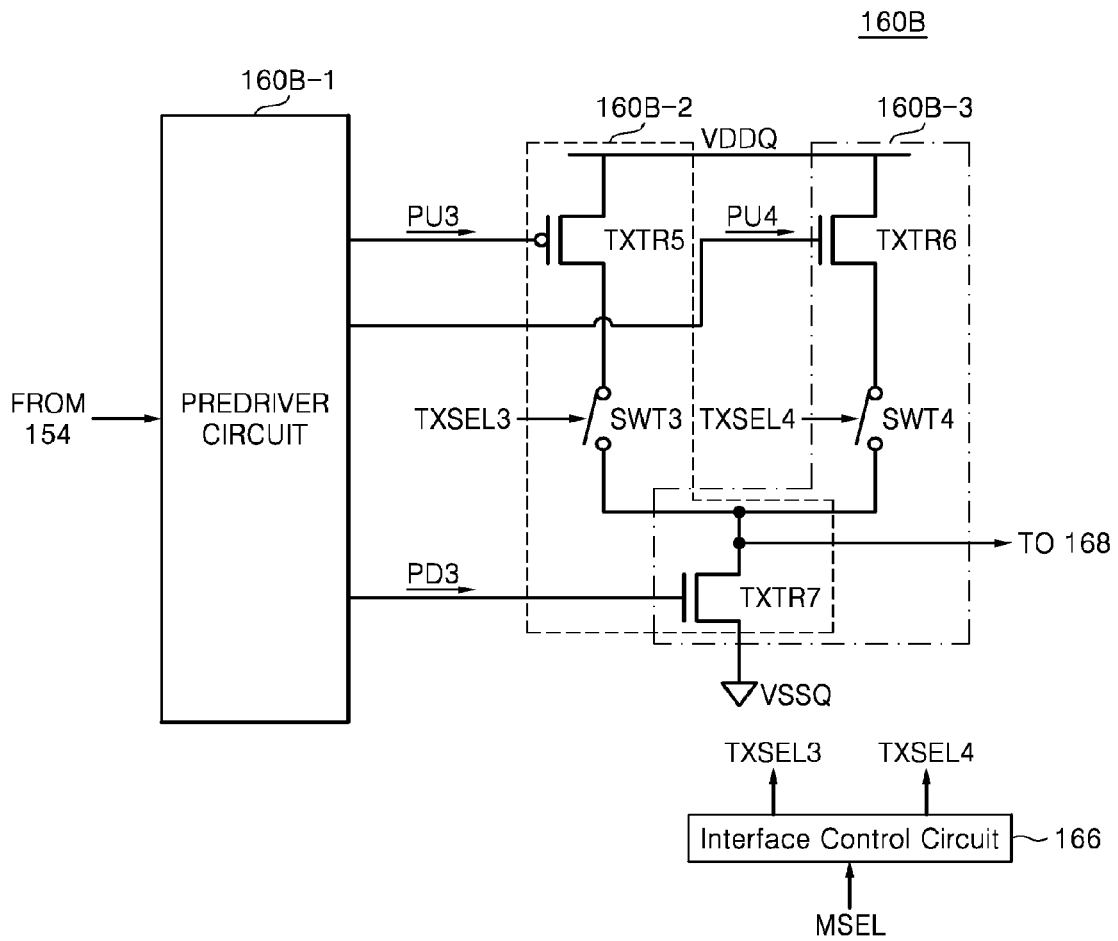 160B
160B-1
160B-2
160B-3
VDDQ
PU3
TXTR5
PU4
TXTR6
FROM
154
PREDRIVER
CIRCUIT
TXSEL3
SWT3
TXSEL4
SWT4
TO 168
PD3
TXTR7
VSSQ
TXSEL3
TXSEL4
Interface Control Circuit
166
MSEL